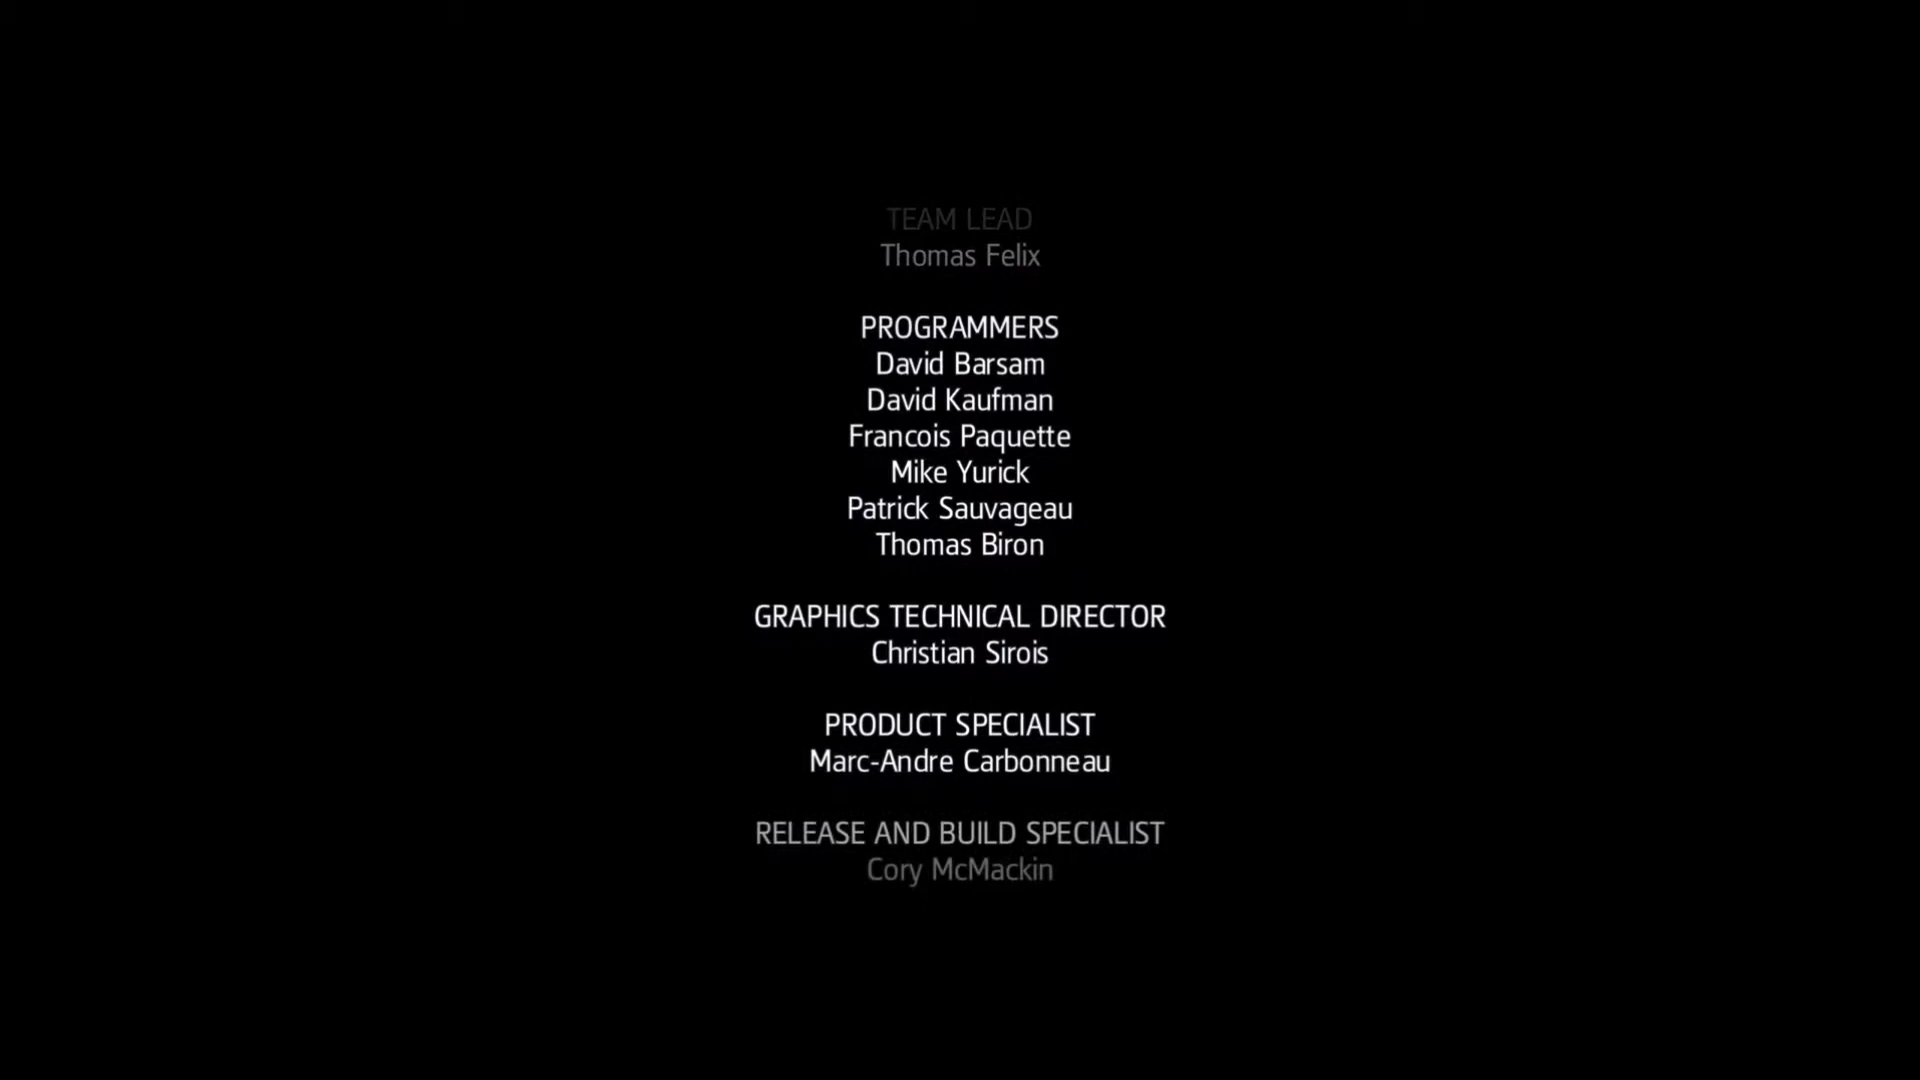 TEAM LEAD
Thomas Felix
PROGRAMMERS
David Barsam
David Kaufman
Francois Paquette
Mike Yurick
Patrick Sauvageau
Thomas Biron
GRAPHICS TECHNICAL DIRECTOR
Christian Sirois
PRODUCT SPECIALIST
Marc-Andre Carbonneau
RELEASE AND BUILD SPECIALIST
Cory McMackin